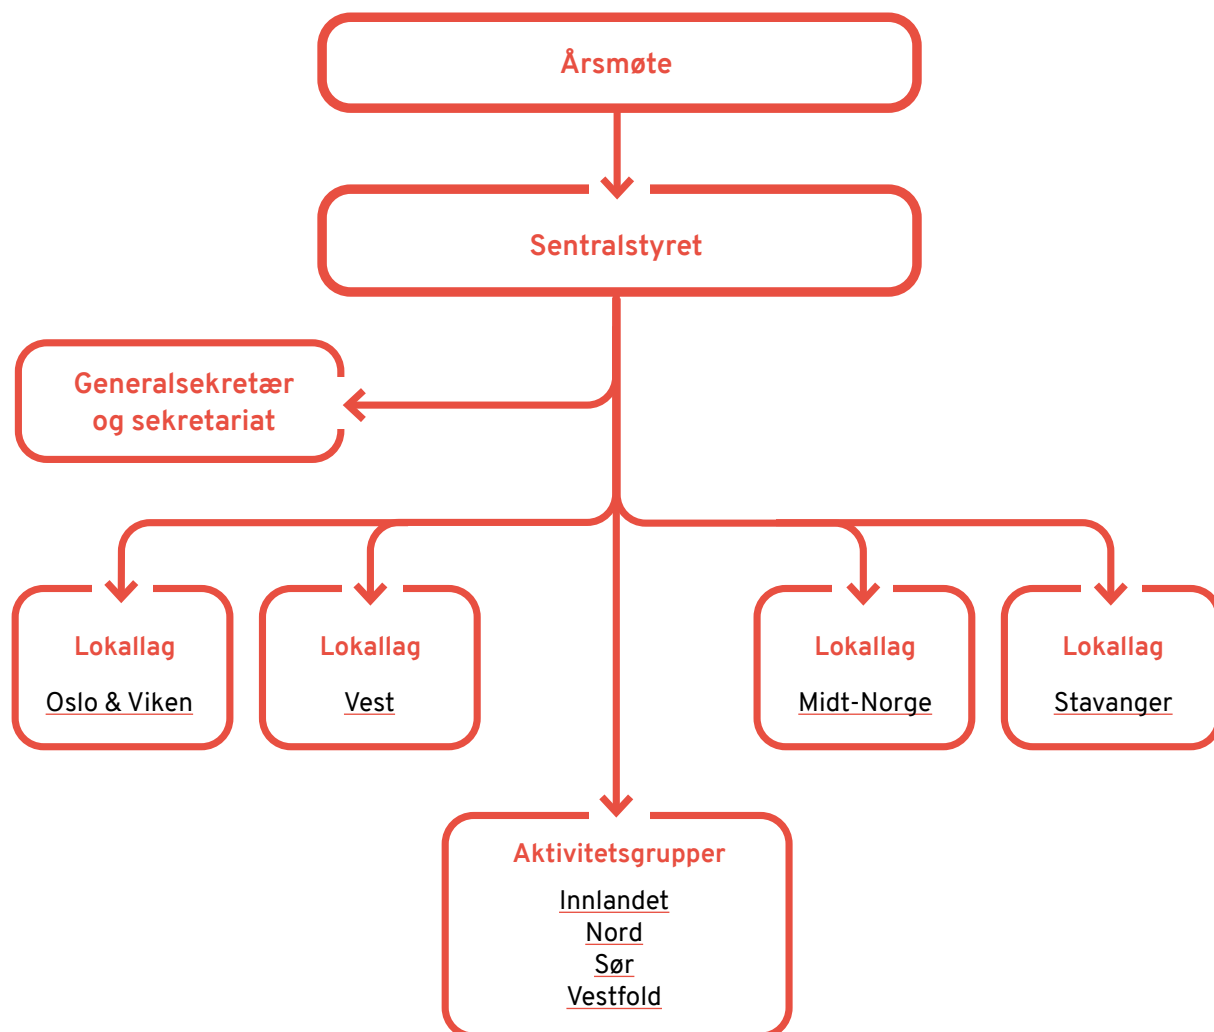 Årsmøte
Sentralstyret
Generalsekretær
og sekretariat
Lokallag
Oslo & Viken
Lokallag
Vest
Lokallag
Midt-Norge
Lokallag
Stavanger
Aktivitetsgrupper
Innlandet
Nord
Sør
Vestfold